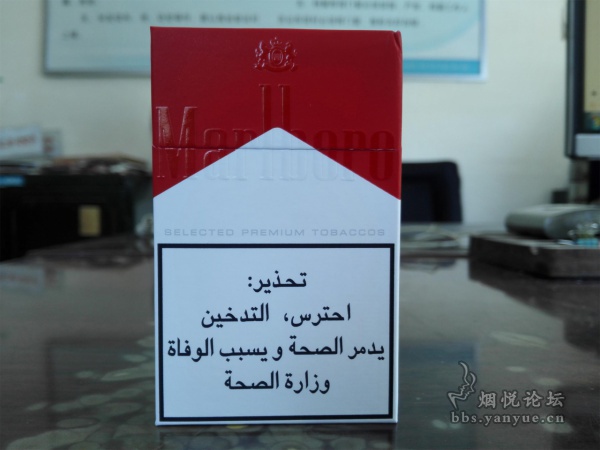 Marlboro
SELECTED PREMIUM TOBACCOS
تحذير:
احترس، التدخين
يدمر الصحة و يسبب الوفاة
وزارة الصحة
烟悦论坛
bbs.yanyue.cn